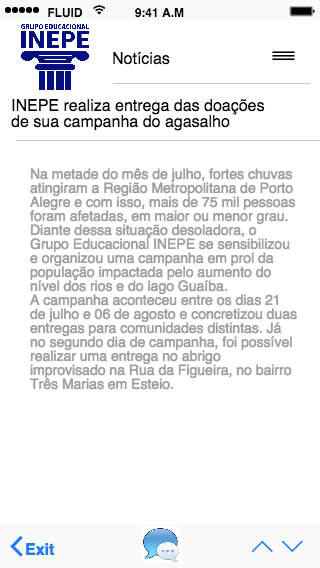 FLUID 9:41 A.M
GRUPO EDUCACIONAL
INEPE
Notícias
INEPE realiza entrega das doações
de sua campanha do agasalho
Na metade do mês de julho, fortes chuvas
atingiram a Região Metropolitana de Porto
Alegre e com isso, mais de 75 mil pessoas
foram afetadas, em maior ou menor grau.
Diante dessa situação desoladora, o
Grupo Educacional INEPE se sensibilizou
e organizou uma campanha em prol da
população impactada pelo aumento do
nível dos rios e do lago Guaíba.
A campanha aconteceu entre os dias 21
de julho e 06 de agosto e concretizou duas
entregas para comunidades distintas. Já
no segundo dia de campanha, foi possível
realizar uma entrega no abrigo
improvisado na Rua da Figueira, no bairro
Três Marias em Esteio.
Exit